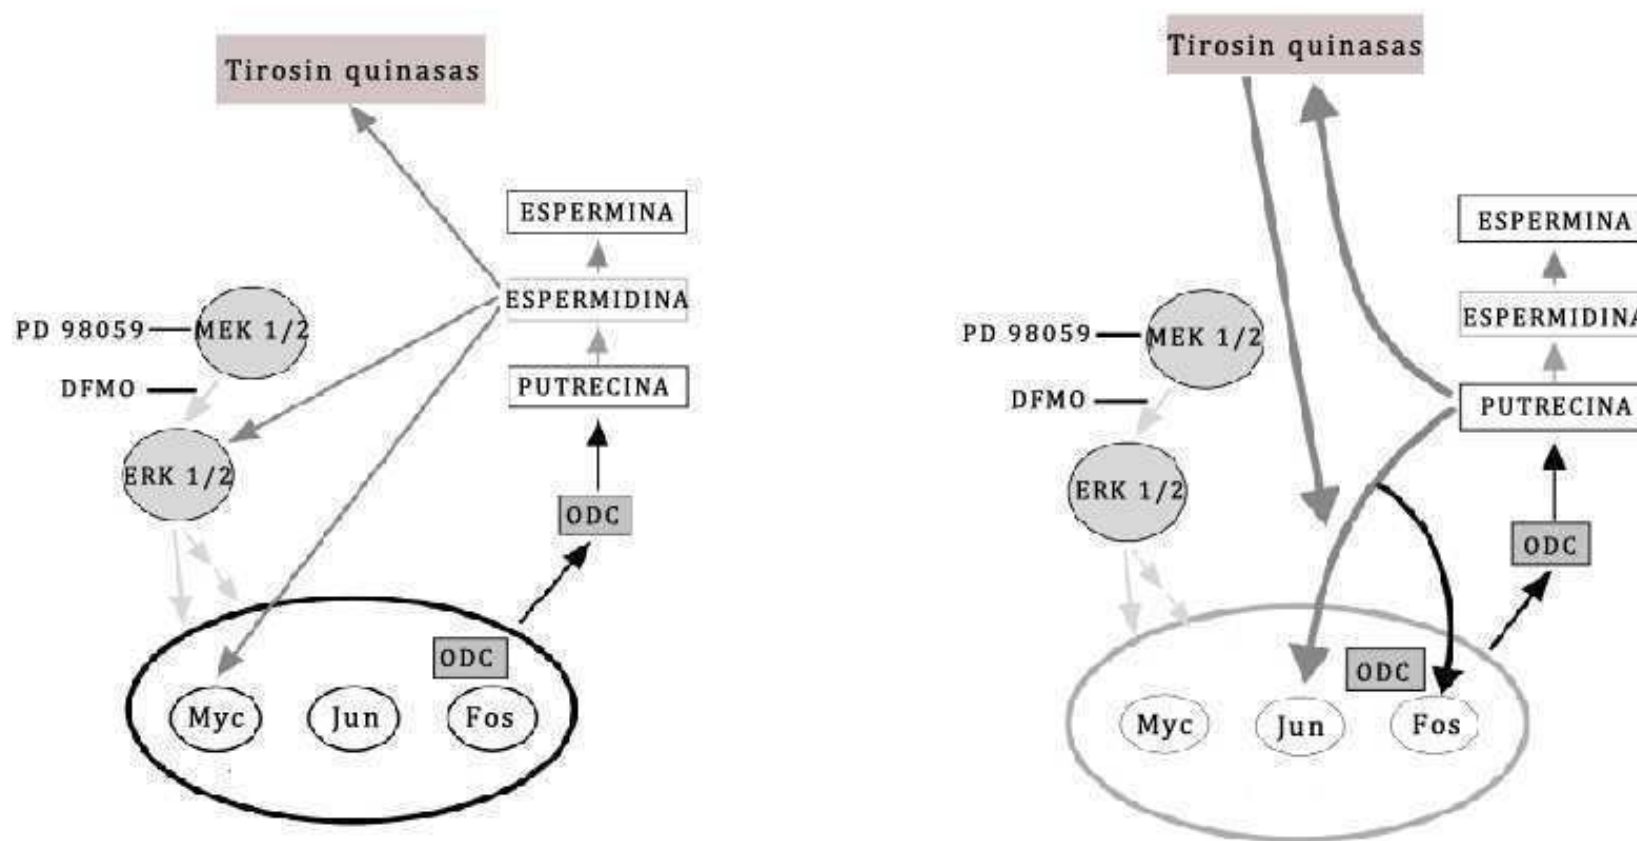 Tirosin quinasas
ESPERMINA
ESPERMIDINA
PD 98059
MEK 1/2
DFMO
PUTRECINA
ERK 1/2
ODC
ODC
Myc
Jun
Fos
Tirosin quinasas
ESPERMINA
ESPERMIDINA
PD 98059
MEK 1/2
DFMO
PUTRECINA
ERK 1/2
ODC
ODC
Myc
Jun
Fos